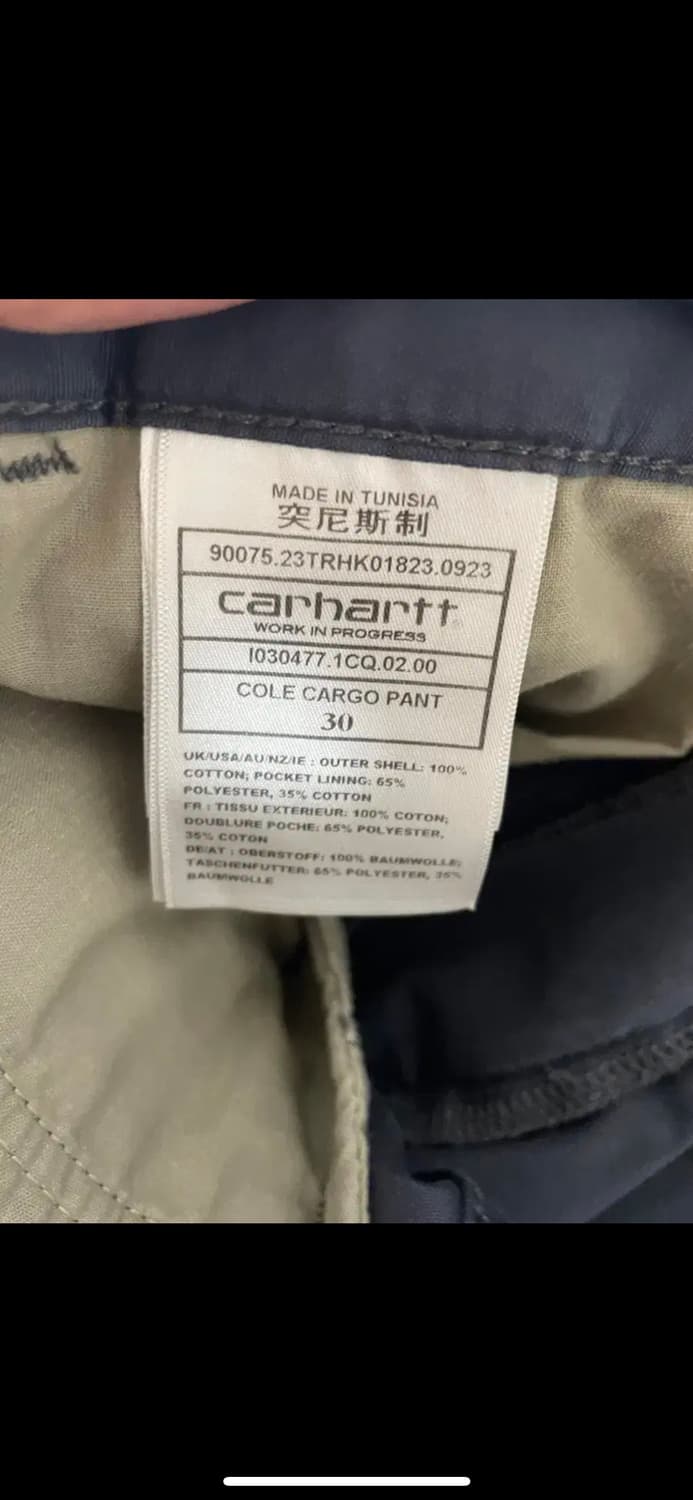 MADE IN TUNISIA
突尼斯制
90075.23TRHK01823.0923
carhartt
WORK IN PROGRESS
I030477.1CQ.02.00
COLE CARGO PANT
30
UK/USA/AU/NZ/IE : OUTER SHELL: 100%
COTTON; POCKET LINING: 65%
POLYESTER, 35% COTTON
FR : TISSU EXTERIEUR: 100% COTON;
DOUBLURE POCHE: 65% POLYESTER,
35% COTON
DE/AT : OBERSTOFF: 100% BAUMWOLLE;
TASCHENFUTTER: 65% POLYESTER, 35%
BAUMWOLLE